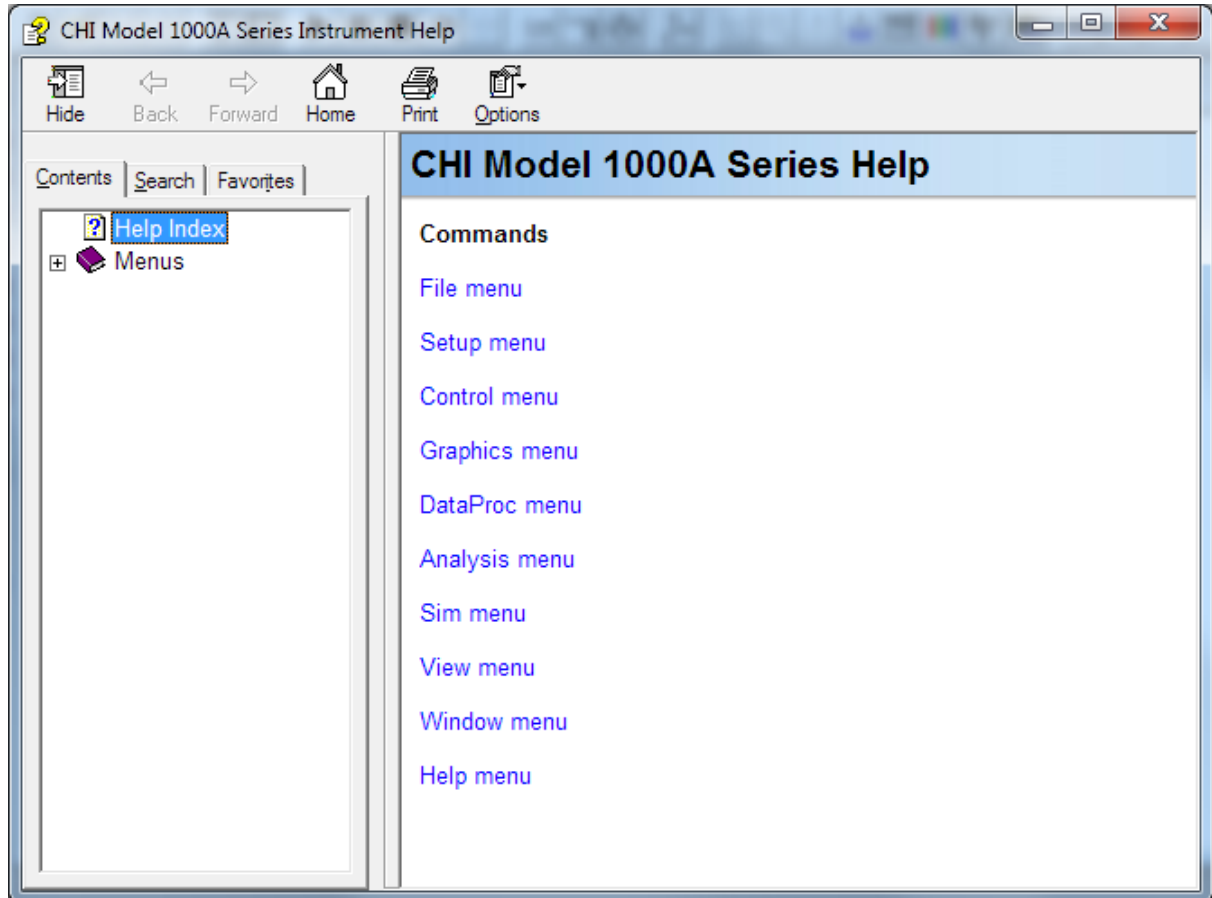 CHI Model 1000A Series Instrument Help
Hide Back Forward Home Print Options
Contents Search Favorites
Help Index
Menus
CHI Model 1000A Series Help
Commands
File menu
Setup menu
Control menu
Graphics menu
DataProc menu
Analysis menu
Sim menu
View menu
Window menu
Help menu